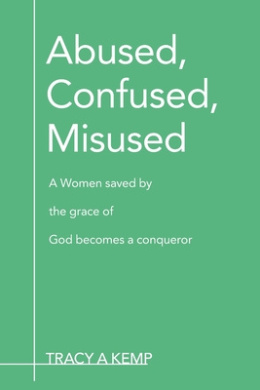 Abused,
Confused,
Misused
A Women saved by
the grace of
God becomes a conqueror
TRACY A KEMP